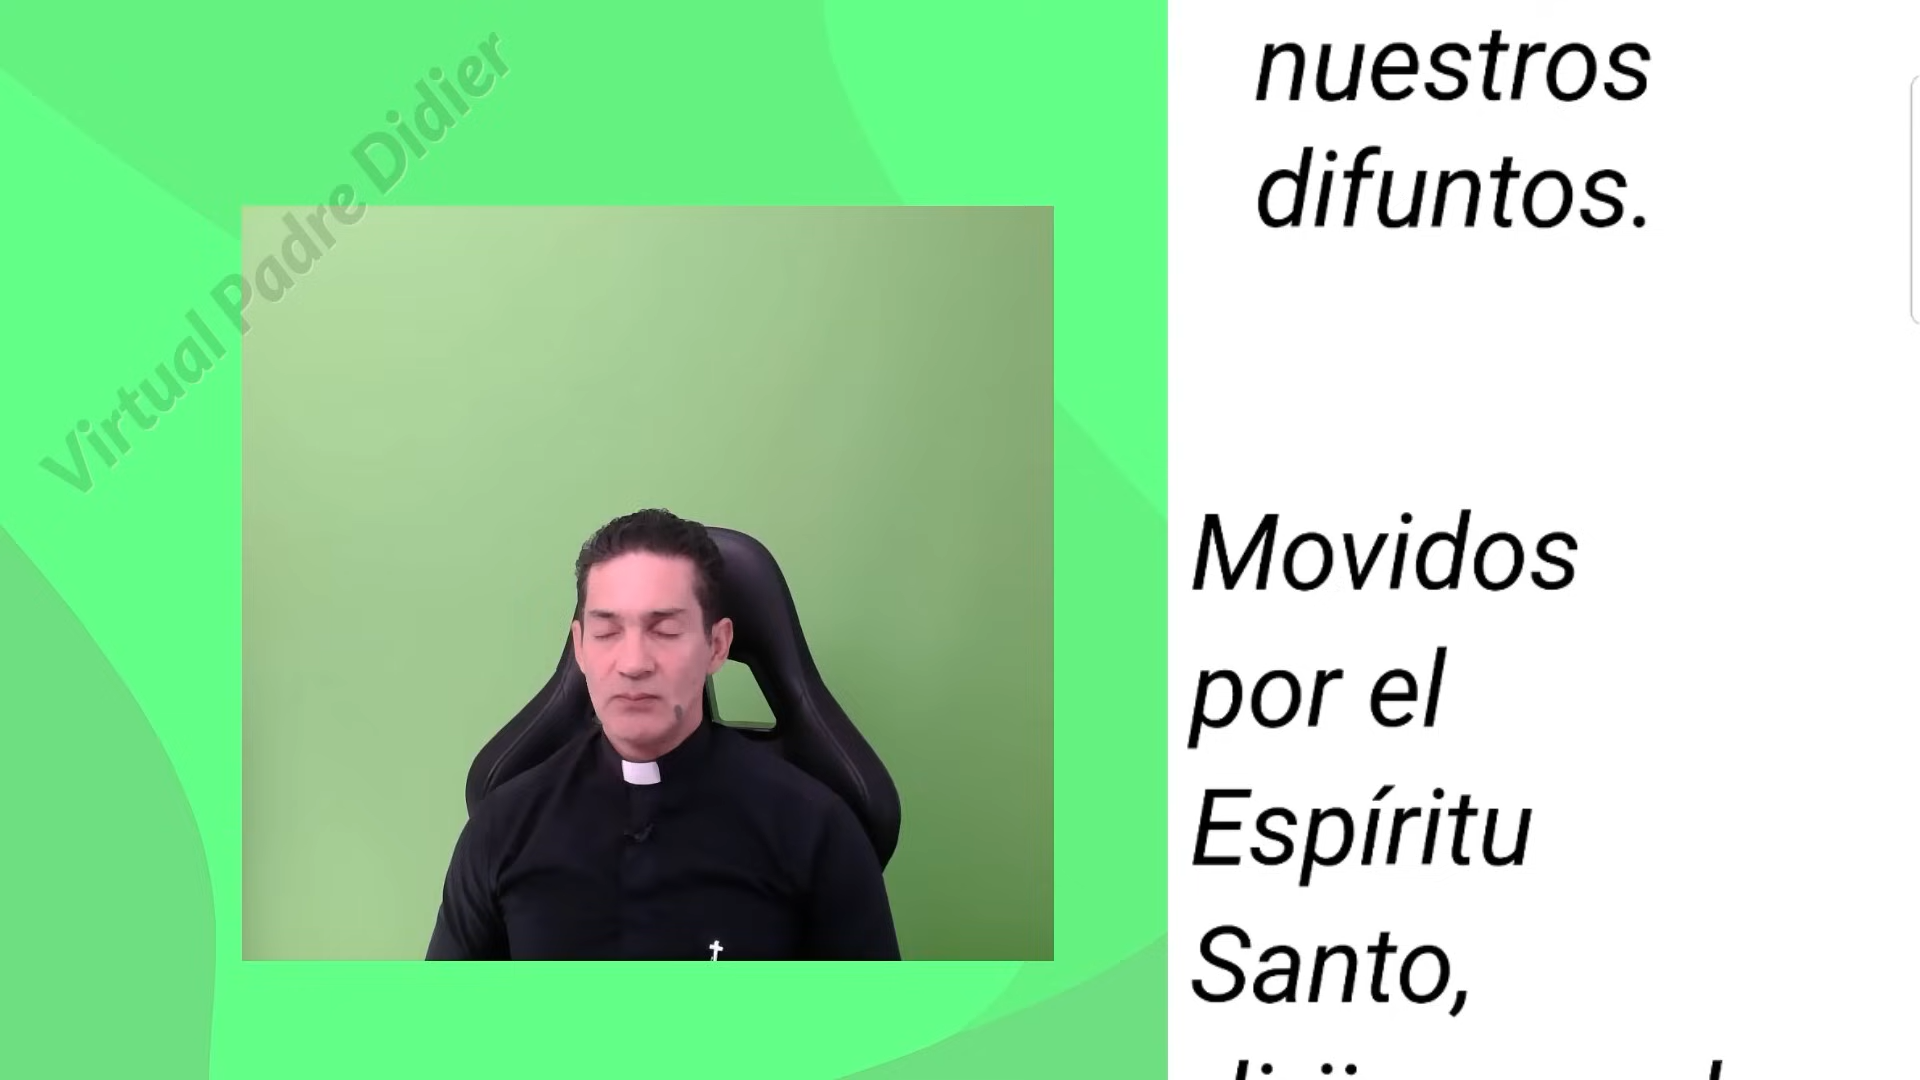 Virtual Padre Didier
nuestros
difuntos.
Movidos
por el
Espíritu
Santo,